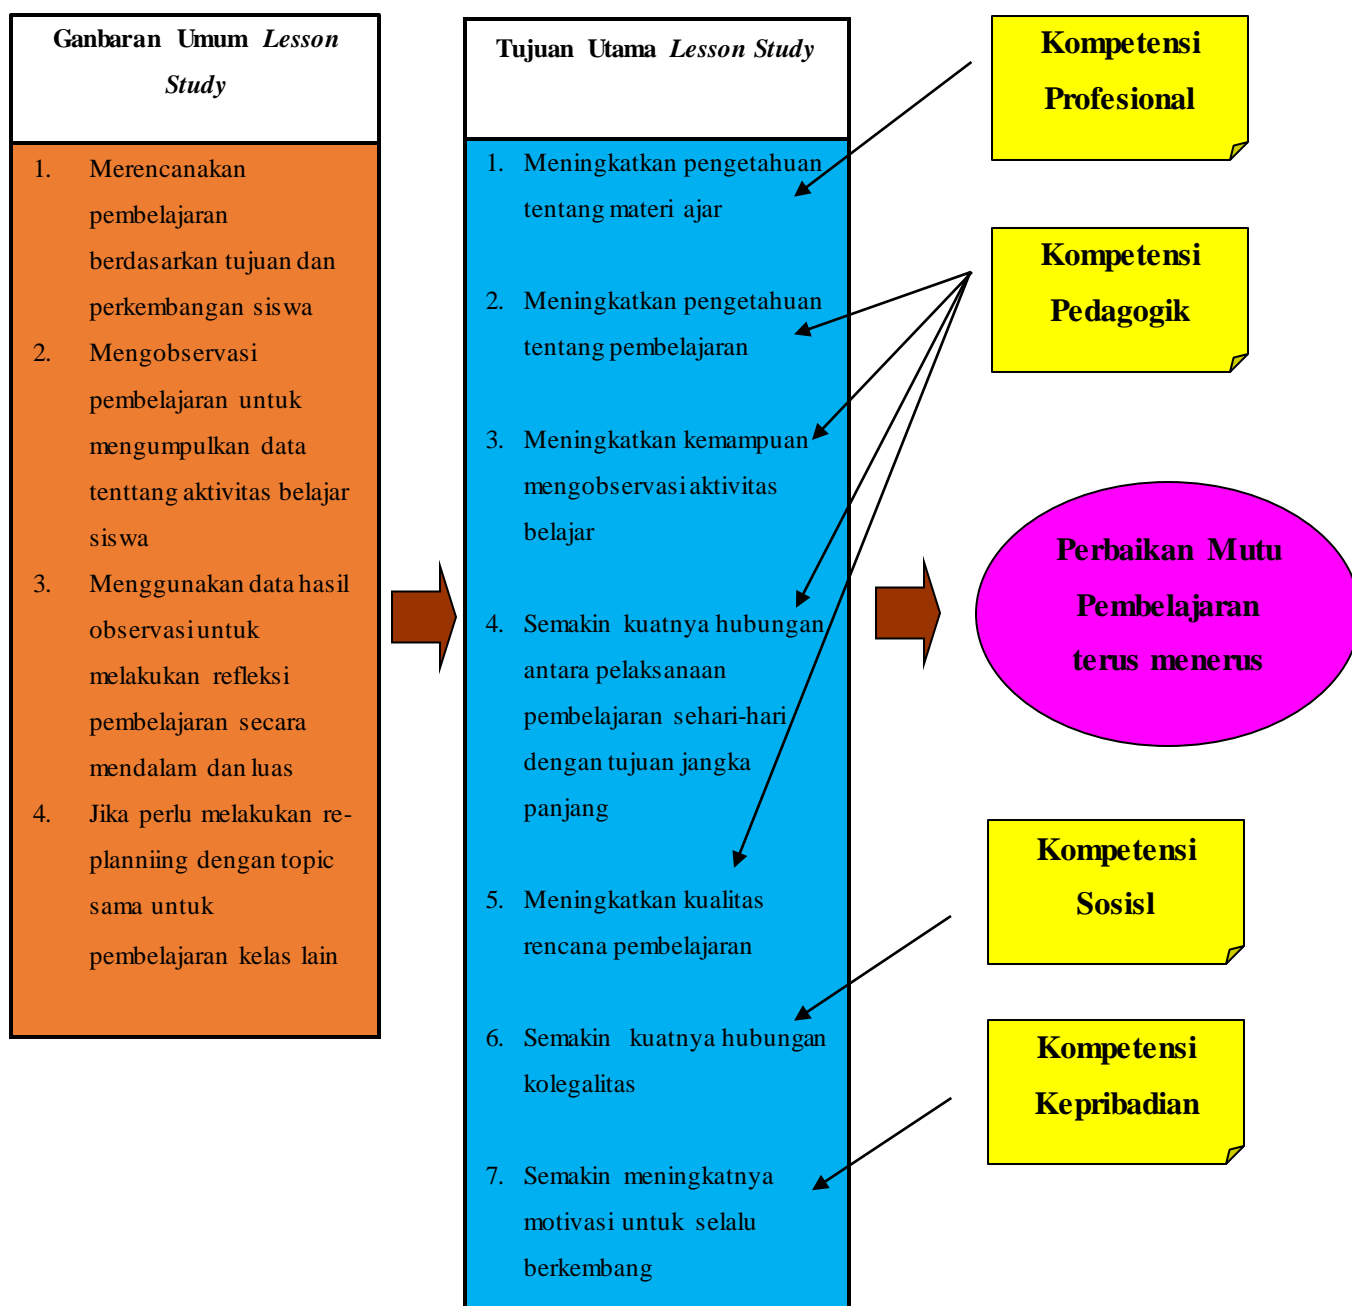 Ganbaran Umum Lesson
Study
1. Merencanakan
pembelajaran
berdasarkan tujuan dan
perkembangan siswa
2. Mengobservasi
pembelajaran untuk
mengumpulkan data
tenttang aktivitas belajar
siswa
3. Menggunakan data hasil
observasi untuk
melakukan refleksi
pembelajaran secara
mendalam dan luas
4. Jika perlu melakukan re-
planniing dengan topic
sama untuk
pembelajaran kelas lain
Tujuan Utama Lesson Study
1. Meningkatkan pengetahuan
tentang materi ajar
2. Meningkatkan pengetahuan
tentang pembelajaran
3. Meningkatkan kemampuan
mengobservasi aktivitas
belajar
4. Semakin kuatnya hubungan
antara pelaksanaan
pembelajaran sehari-hari
dengan tujuan jangka
panjang
5. Meningkatkan kualitas
rencana pembelajaran
6. Semakin kuatnya hubungan
kolegalitas
7. Semakin meningkatnya
motivasi untuk selalu
berkembang
Kompetensi
Profesional
Kompetensi
Pedagogik
Perbaikan Mutu
Pembelajaran
terus menerus
Kompetensi
Sosisl
Kompetensi
Kepribadian